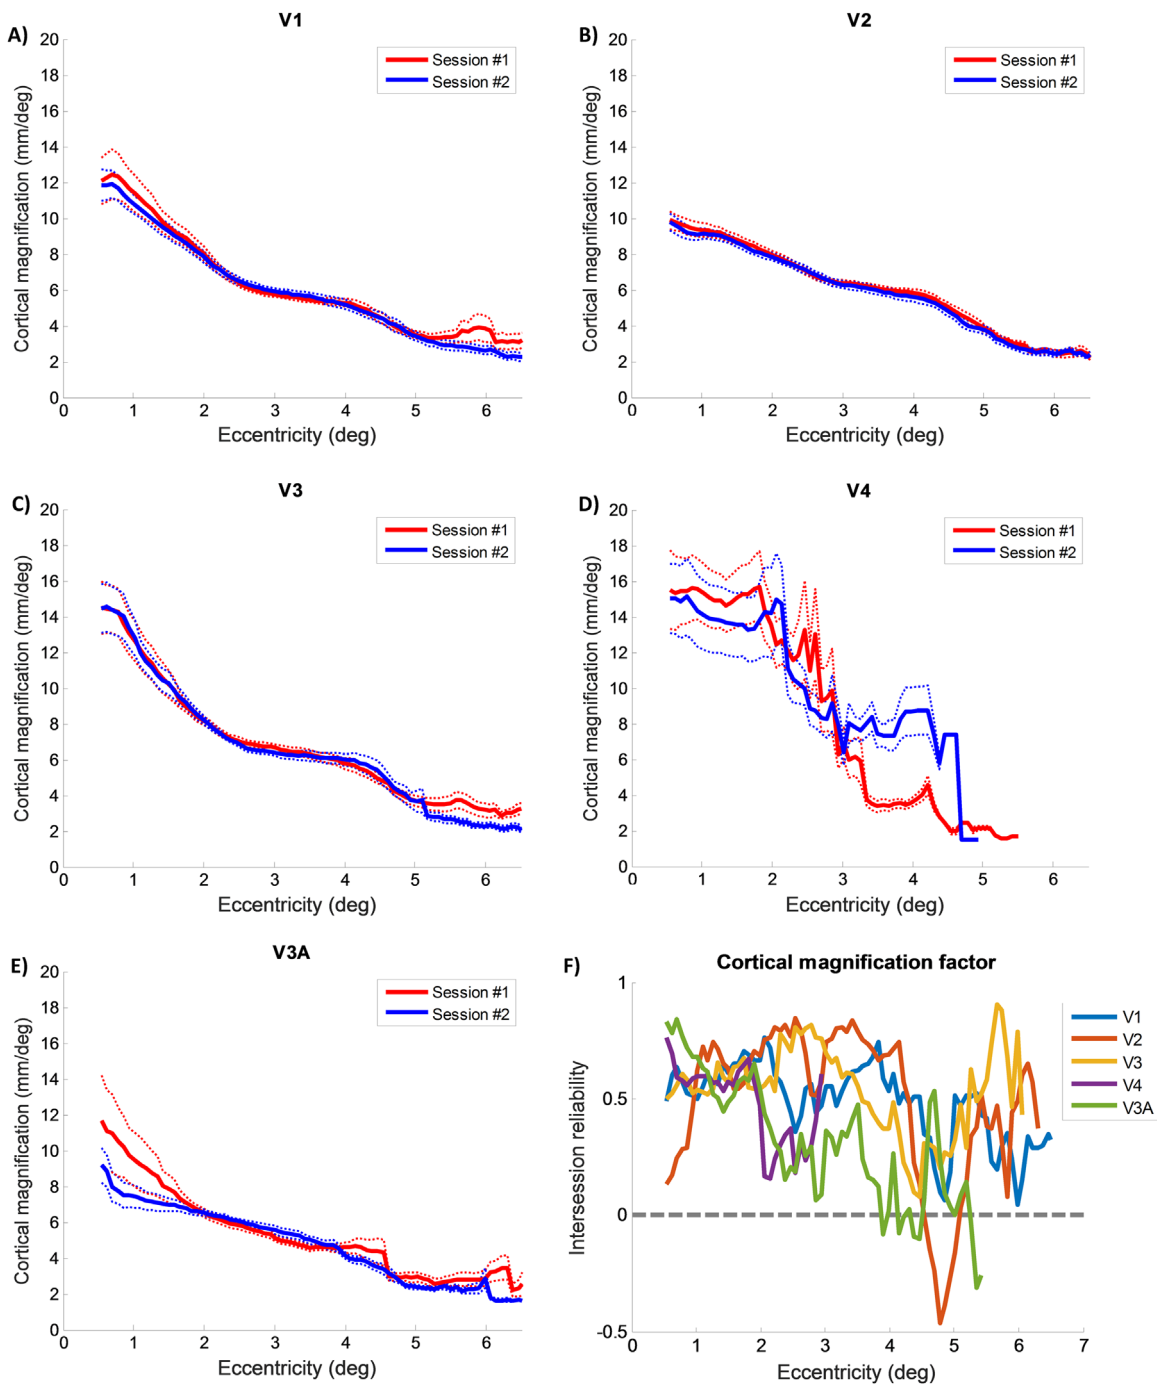 A)
V1
20
18
16
14
12
10
8
6
4
2
0
Cortical magnification (mm/deg)
Session #1
Session #2
0 1 2 3 4 5 6
Eccentricity (deg)
B)
V2
20
18
16
14
12
10
8
6
4
2
0
Cortical magnification (mm/deg)
Session #1
Session #2
0 1 2 3 4 5 6
Eccentricity (deg)
C)
V3
20
18
16
14
12
10
8
6
4
2
0
Cortical magnification (mm/deg)
Session #1
Session #2
0 1 2 3 4 5 6
Eccentricity (deg)
D)
V4
20
18
16
14
12
10
8
6
4
2
0
Cortical magnification (mm/deg)
Session #1
Session #2
0 1 2 3 4 5 6
Eccentricity (deg)
E)
V3A
20
18
16
14
12
10
8
6
4
2
0
Cortical magnification (mm/deg)
Session #1
Session #2
0 1 2 3 4 5 6
Eccentricity (deg)
F)
Cortical magnification factor
1
0.5
0
-0.5
Intersession reliability
V1
V2
V3
V4
V3A
1 2 3 4 5 6 7
Eccentricity (deg)